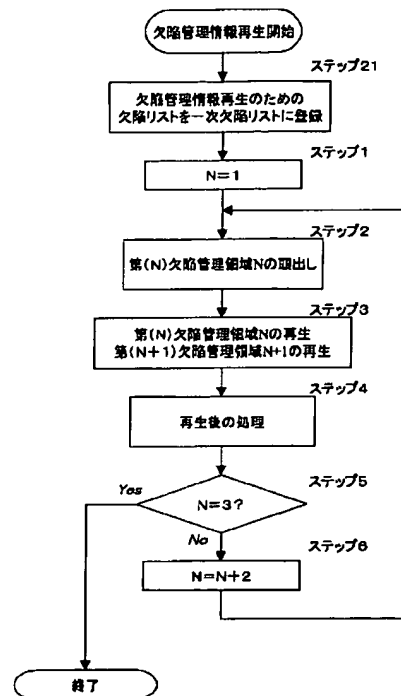 欠陥管理情報再生開始
ステップ21
欠陥管理情報再生のための
欠陥リストを一次欠陥リストに登録
ステップ1
N=1
ステップ2
第(N)欠陥管理領域Nの取出し
ステップ3
第(N)欠陥管理領域Nの再生
第(N+1)欠陥管理領域N+1の再生
ステップ4
再生後の処理
ステップ5
Yes
N=3?
No
ステップ6
N=N+2
終了